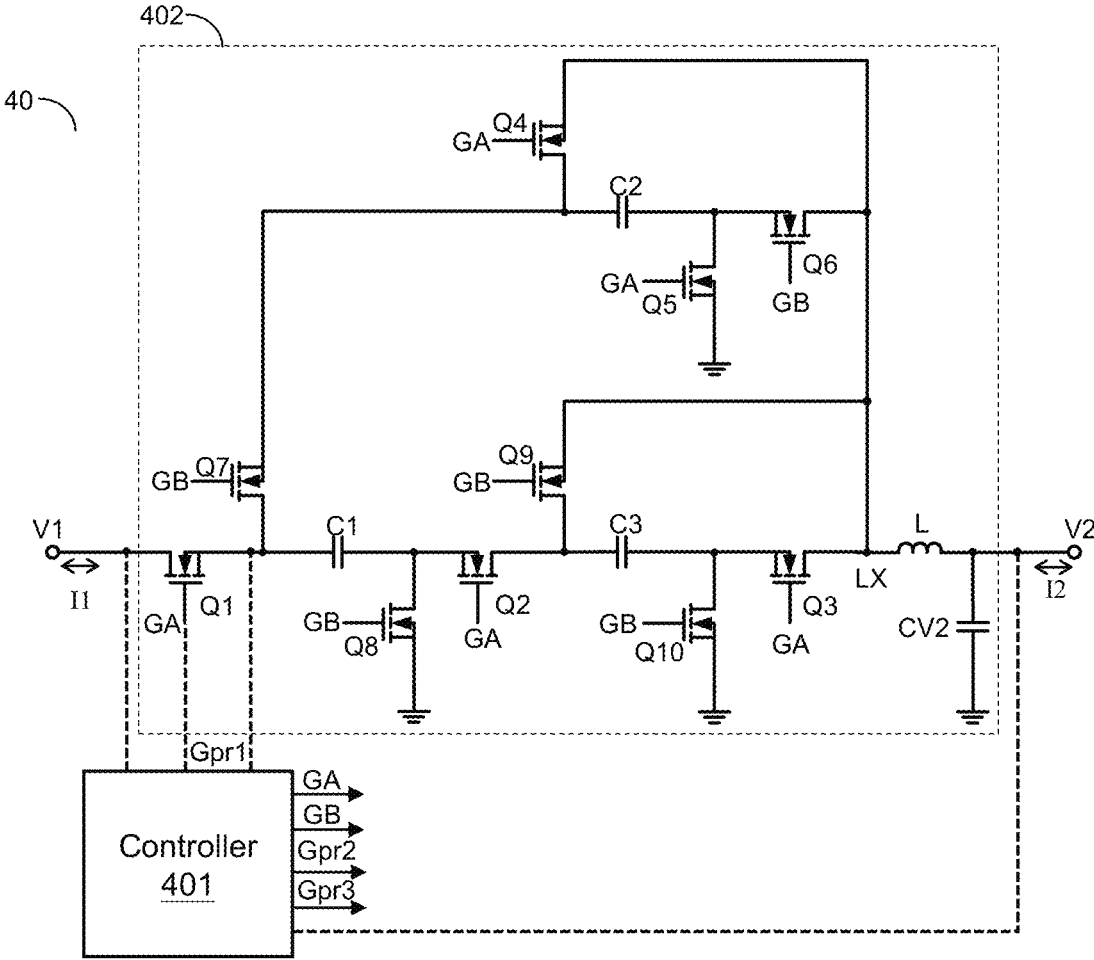 402
40
Q4
GA
C2
Q6
GA
Q5
GB
Q7
GB
Q9
GB
V1
C1
C3
L
V2
I1
Q1
GA
GB
Q8
Q2
GA
GB
Q10
Q3
GA
LX
CV2
I2
Gpr1
GA
GB
Gpr2
Gpr3
Controller
401